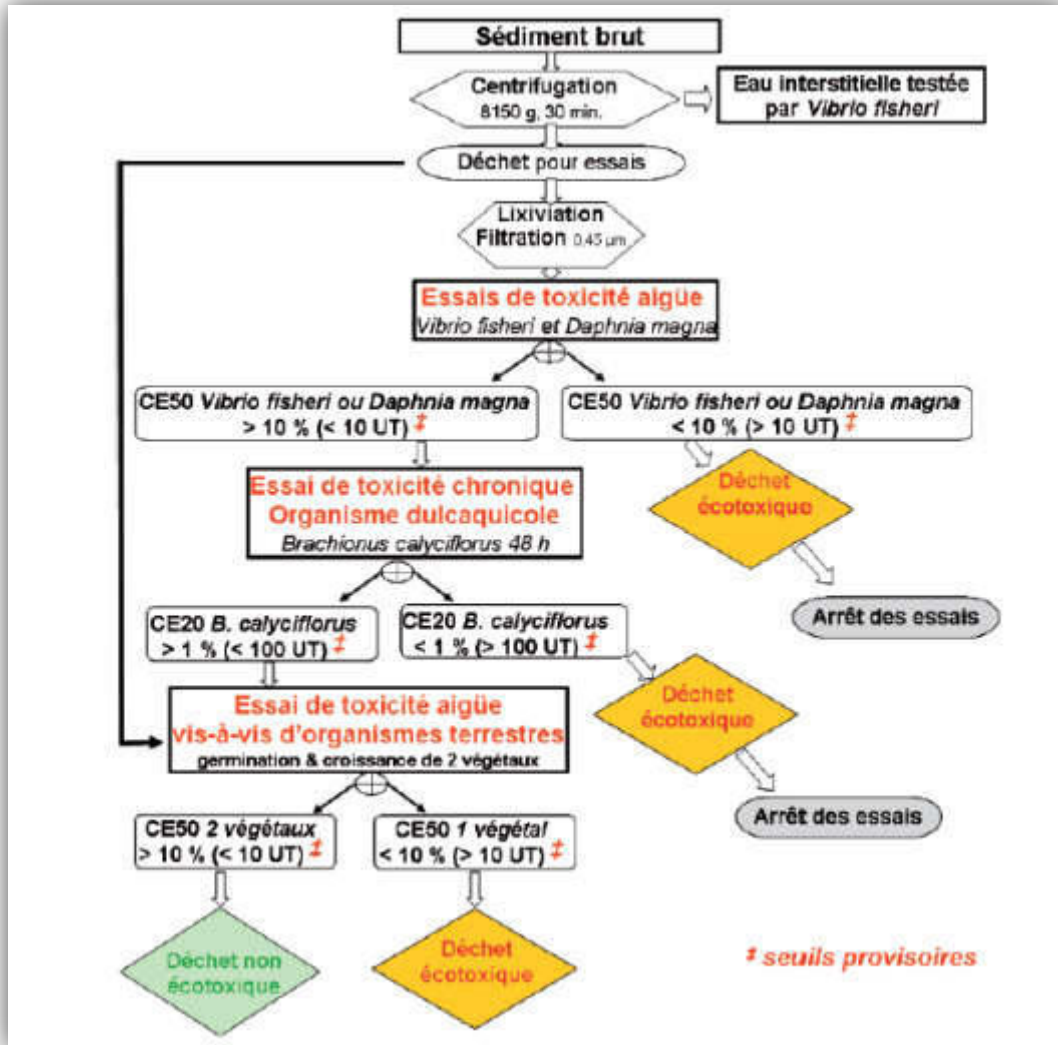 Sédiment brut
Centrifugation
8150 g, 30 min.
Eau interstitielle testée
par Vibrio fisheri
Déchet pour essais
Lixiviation
Filtration 0,45 µm
Essais de toxicité aigüe
Vibrio fisheri et Daphnia magna
CE50 Vibrio fisheri ou Daphnia magna
> 10 % (< 10 UT) ‡
CE50 Vibrio fisheri ou Daphnia magna
< 10 % (> 10 UT) ‡
Déchet
écotoxique
Arrêt des essais
Essai de toxicité chronique
Organisme dulcaquicole
Brachionus calyciflorus 48 h
CE20 B. calyciflorus
> 1 % (< 100 UT) ‡
CE20 B. calyciflorus
< 1 % (> 100 UT) ‡
Déchet
écotoxique
Arrêt des essais
Essai de toxicité aigüe
vis-à-vis d'organismes terrestres
germination & croissance de 2 végétaux
CE50 2 végétaux
> 10 % (< 10 UT) ‡
CE50 1 végétal
< 10 % (> 10 UT) ‡
Déchet non
écotoxique
Déchet
écotoxique
‡ seuils provisoires